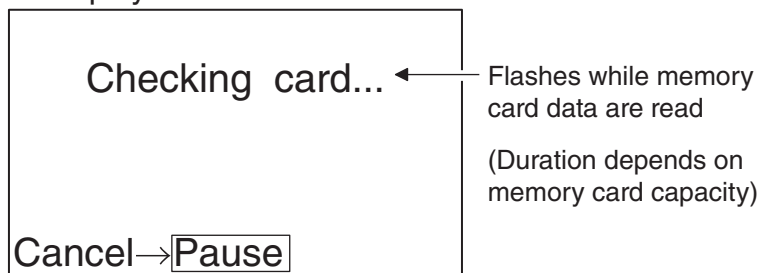 Checking card...
Flashes while memory
card data are read
(Duration depends on
memory card capacity)
Cancel→Pause